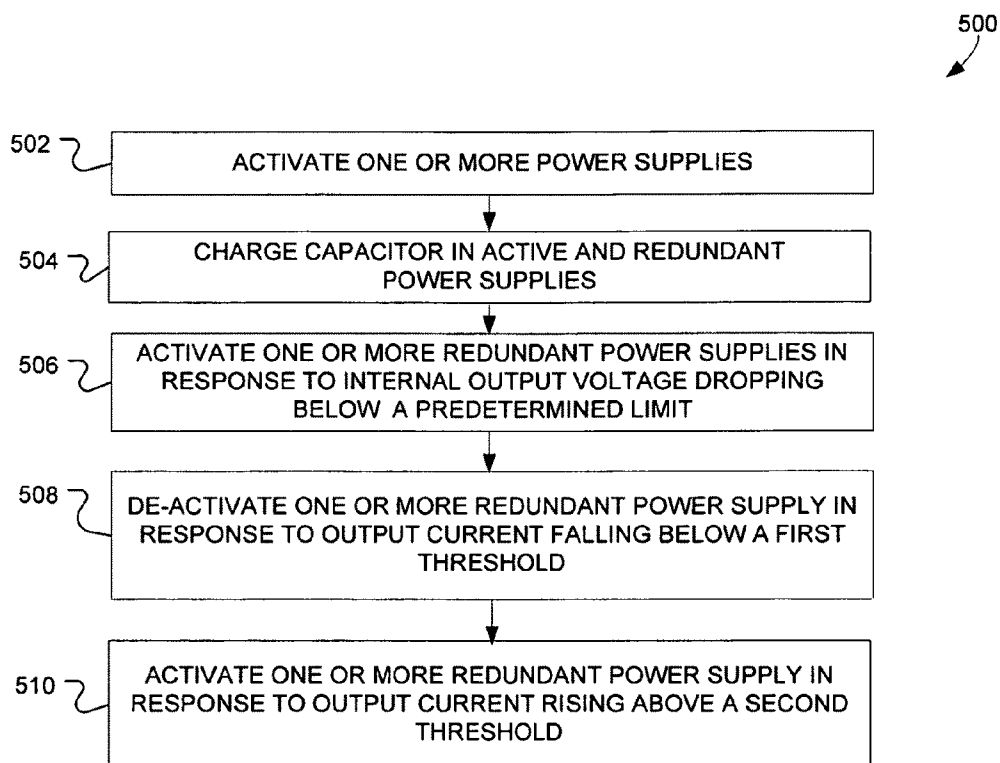 500
502
ACTIVATE ONE OR MORE POWER SUPPLIES
504
CHARGE CAPACITOR IN ACTIVE AND REDUNDANT
POWER SUPPLIES
506
ACTIVATE ONE OR MORE REDUNDANT POWER SUPPLIES IN
RESPONSE TO INTERNAL OUTPUT VOLTAGE DROPPING
BELOW A PREDETERMINED LIMIT
508
DE-ACTIVATE ONE OR MORE REDUNDANT POWER SUPPLY IN
RESPONSE TO OUTPUT CURRENT FALLING BELOW A FIRST
THRESHOLD
510
ACTIVATE ONE OR MORE REDUNDANT POWER SUPPLY IN
RESPONSE TO OUTPUT CURRENT RISING ABOVE A SECOND
THRESHOLD